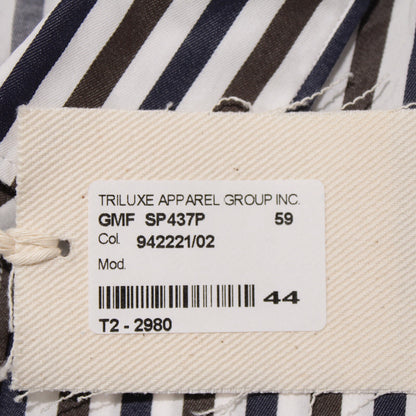 TRILUXE APPAREL GROUP INC.
GMF SP437P 59
Col. 942221/02
Mod.
44
T2 - 2980